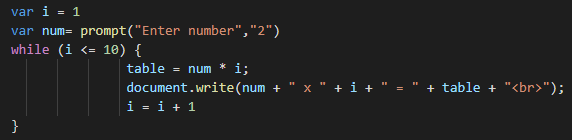 var i = 1
var num= prompt("Enter number","2")
while (i <= 10) {
table = num * i;
document.write(num + " x " + i + " = " + table + "<br>");
i = i + 1
}